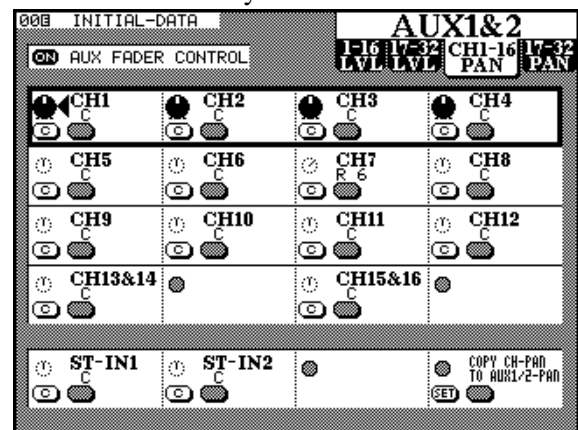 00B INITIAL-DATA
AUX1&2
ON AUX FADER CONTROL
1-16 LVL 17-32 LVL CH1-16 PAN 17-32 PAN
CH1 CH2 CH3 CH4
C C C C
C C C C
CH5 CH6 CH7 CH8
C C R 6 C
C C C C
CH9 CH10 CH11 CH12
C C C C
C C C C
CH13&14 CH15&16
C C
C C
ST-IN1 ST-IN2 COPY CH-PAN
C C TO AUX1/2-PAN
C C SET